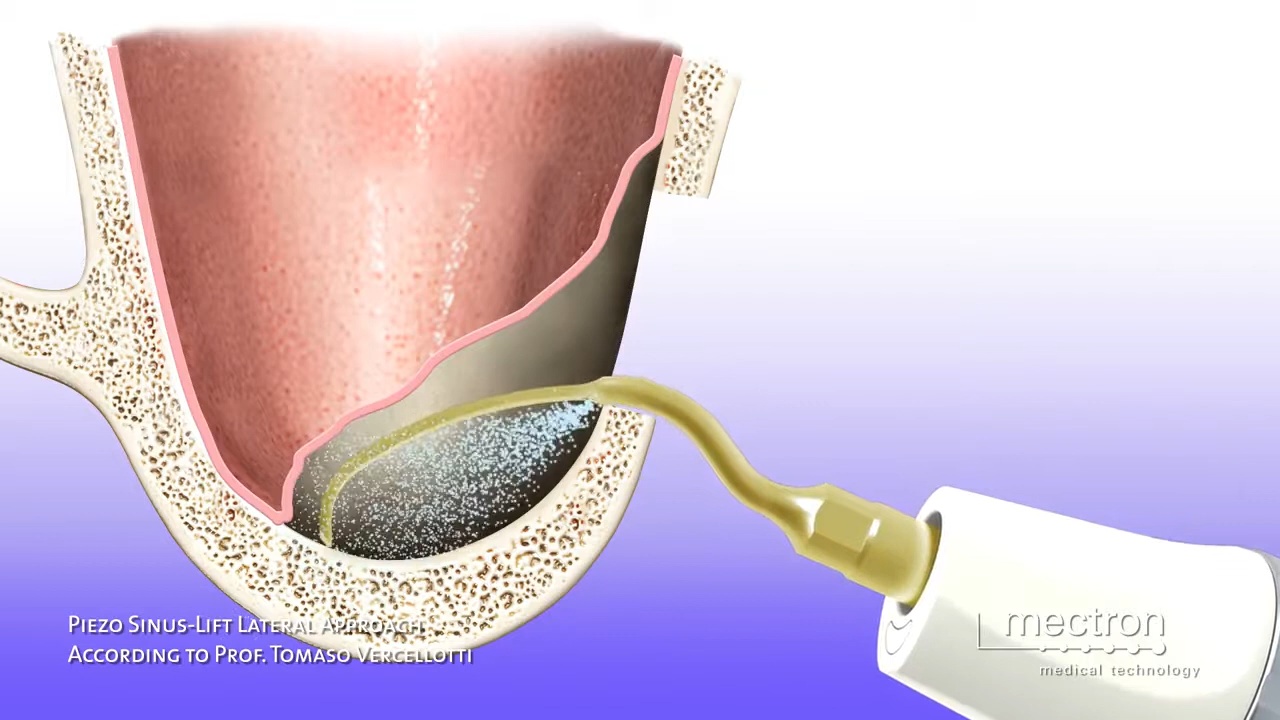 Piezo Sinus-Lift Lateral Approach
according to Prof. Tomaso Vercellotti
mectron
medical technology